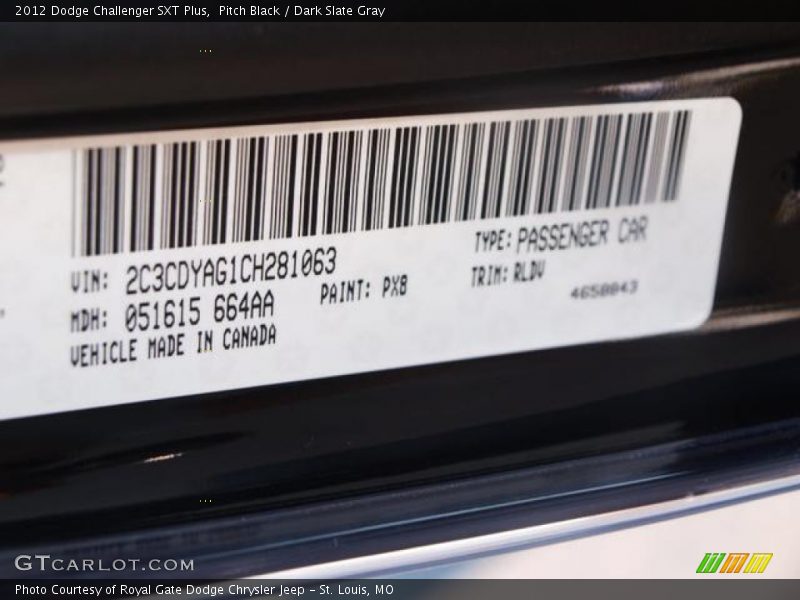 2012 Dodge Challenger SXT Plus,  Pitch Black / Dark Slate Gray
VIN: 2C3CDYAG1CH281063
TYPE: PASSENGER CAR
MDH: 051615 664AA
PAINT: PX8
TRIM: RLDV
4658843
VEHICLE MADE IN CANADA
GTCARLOT.COM
Photo Courtesy of Royal Gate Dodge Chrysler Jeep - St. Louis, MO